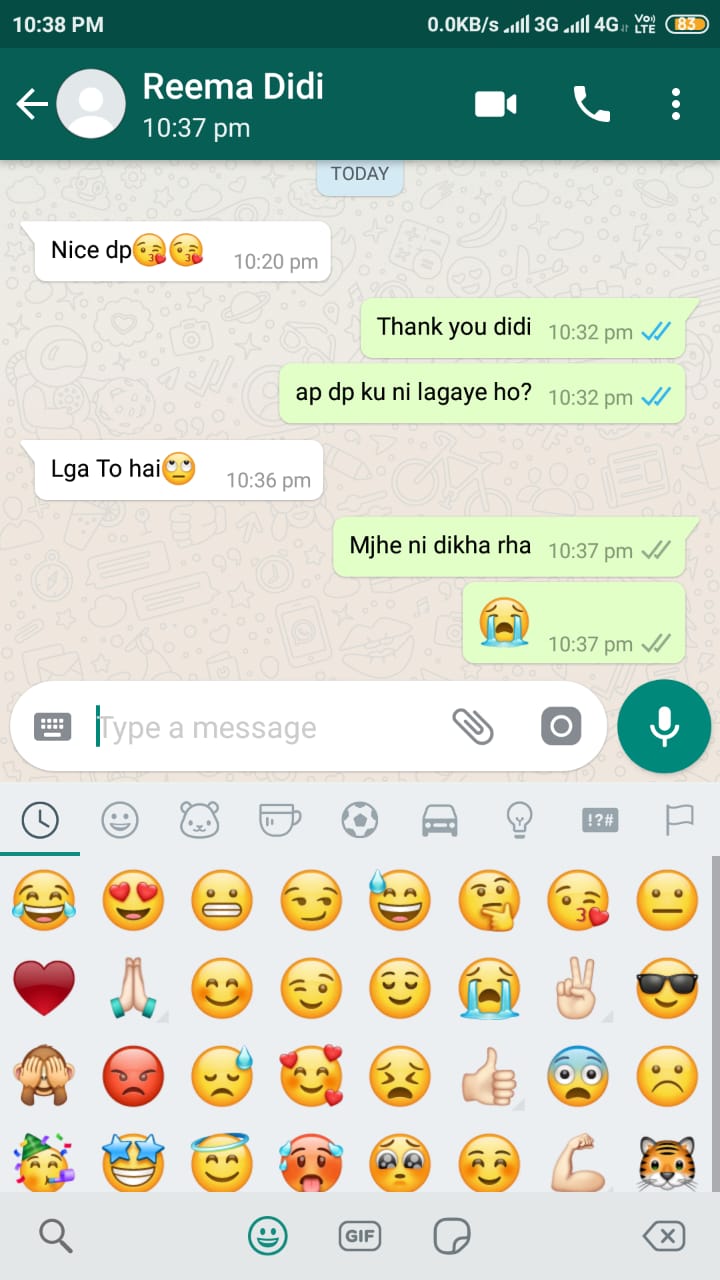 10:38 PM 0.0KB/s 3G 4G Vo)) LTE 83
Reema Didi
10:37 pm
TODAY
Nice dp😘😘 10:20 pm
Thank you didi 10:32 pm
ap dp ku ni lagaye ho? 10:32 pm
Lga To hai🙄 10:36 pm
Mjhe ni dikha rha 10:37 pm
😭 10:37 pm
Type a message
!?#
GIF